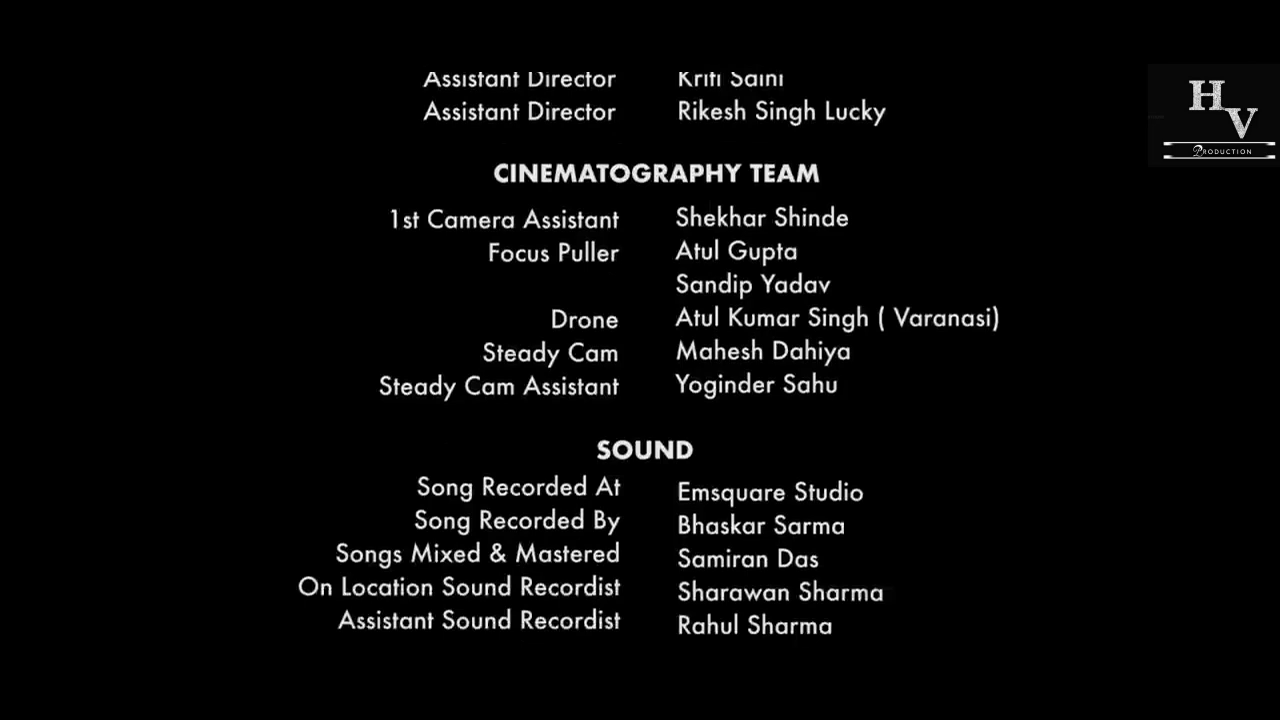 Assistant Director Kriti Saini
Assistant Director Rikesh Singh Lucky
H
V
PRODUCTION
CINEMATOGRAPHY TEAM
1st Camera Assistant Shekhar Shinde
Focus Puller Atul Gupta
Sandip Yadav
Drone Atul Kumar Singh ( Varanasi)
Steady Cam Mahesh Dahiya
Steady Cam Assistant Yoginder Sahu
SOUND
Song Recorded At Emsquare Studio
Song Recorded By Bhaskar Sarma
Songs Mixed & Mastered Samiran Das
On Location Sound Recordist Sharawan Sharma
Assistant Sound Recordist Rahul Sharma